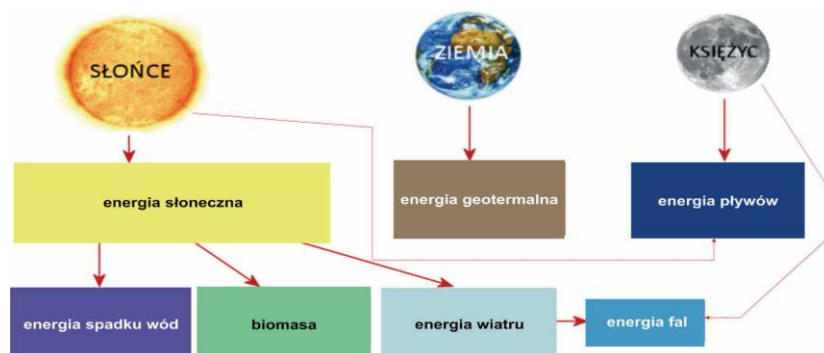 SŁOŃCE
ZIEMIA
KSIĘŻYC
energia słoneczna
energia geotermalna
energia pływów
energia spadku wód
biomasa
energia wiatru
energia fal